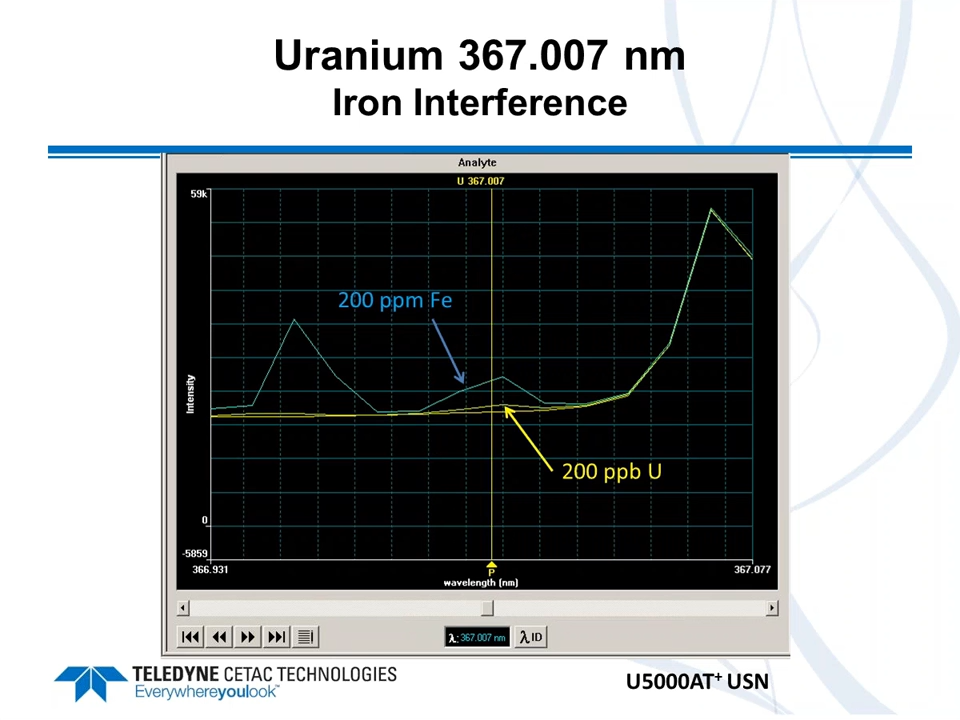 Uranium 367.007 nm
Iron Interference
Analyte
U 367.007
59k
200 ppm Fe
Intensity
200 ppb U
0
-5859
366.931
P
367.077
wavelength (nm)
λ: 367.007 nm
λ ID
TELEDYNE CETAC TECHNOLOGIES
Everywhereyoulook™
U5000AT⁺ USN